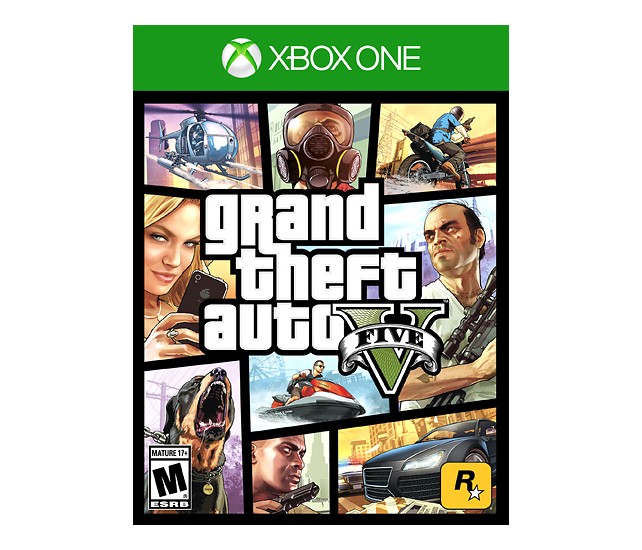 XBOX ONE
grand
theft
auto V
FIVE
MATURE 17+
M
®
ESRB
R